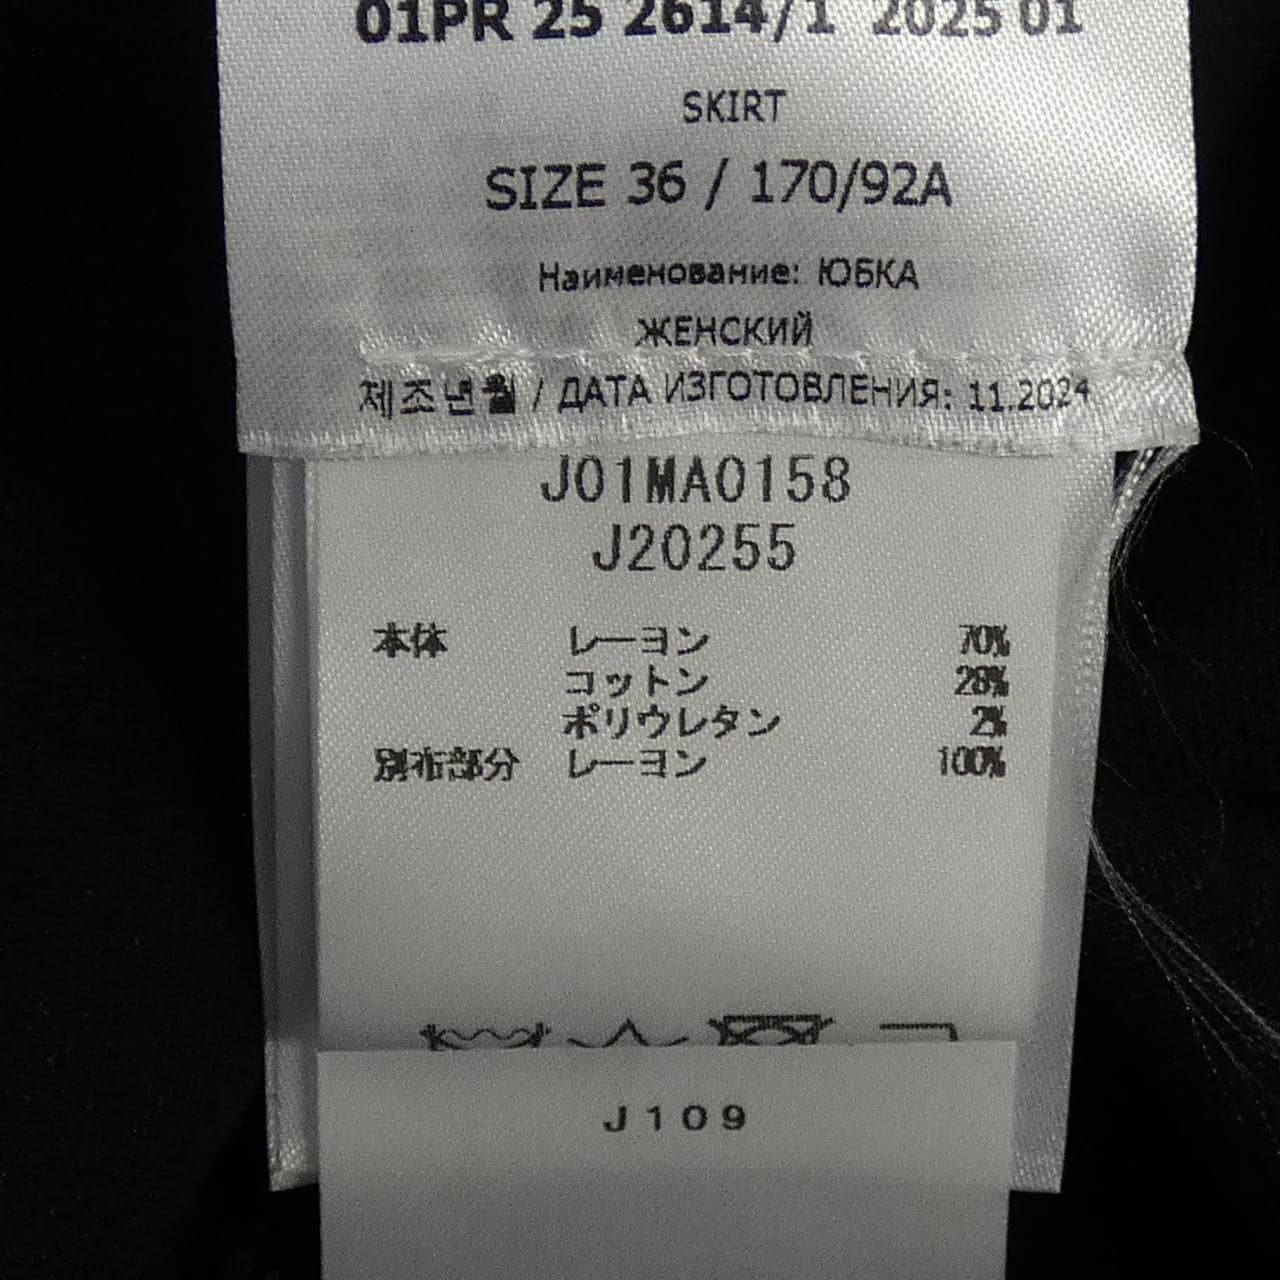 01PR 25 2614/1 2025 01
SKIRT
SIZE 36 / 170/92A
Наименование: ЮБКА
ЖЕНСКИЙ
제조년월 / ДАТА ИЗГОТОВЛЕНИЯ: 11.2024
J01MA0158
J20255
本体 レーヨン 70%
コットン 28%
ポリウレタン 2%
別布部分 レーヨン 100%
J109